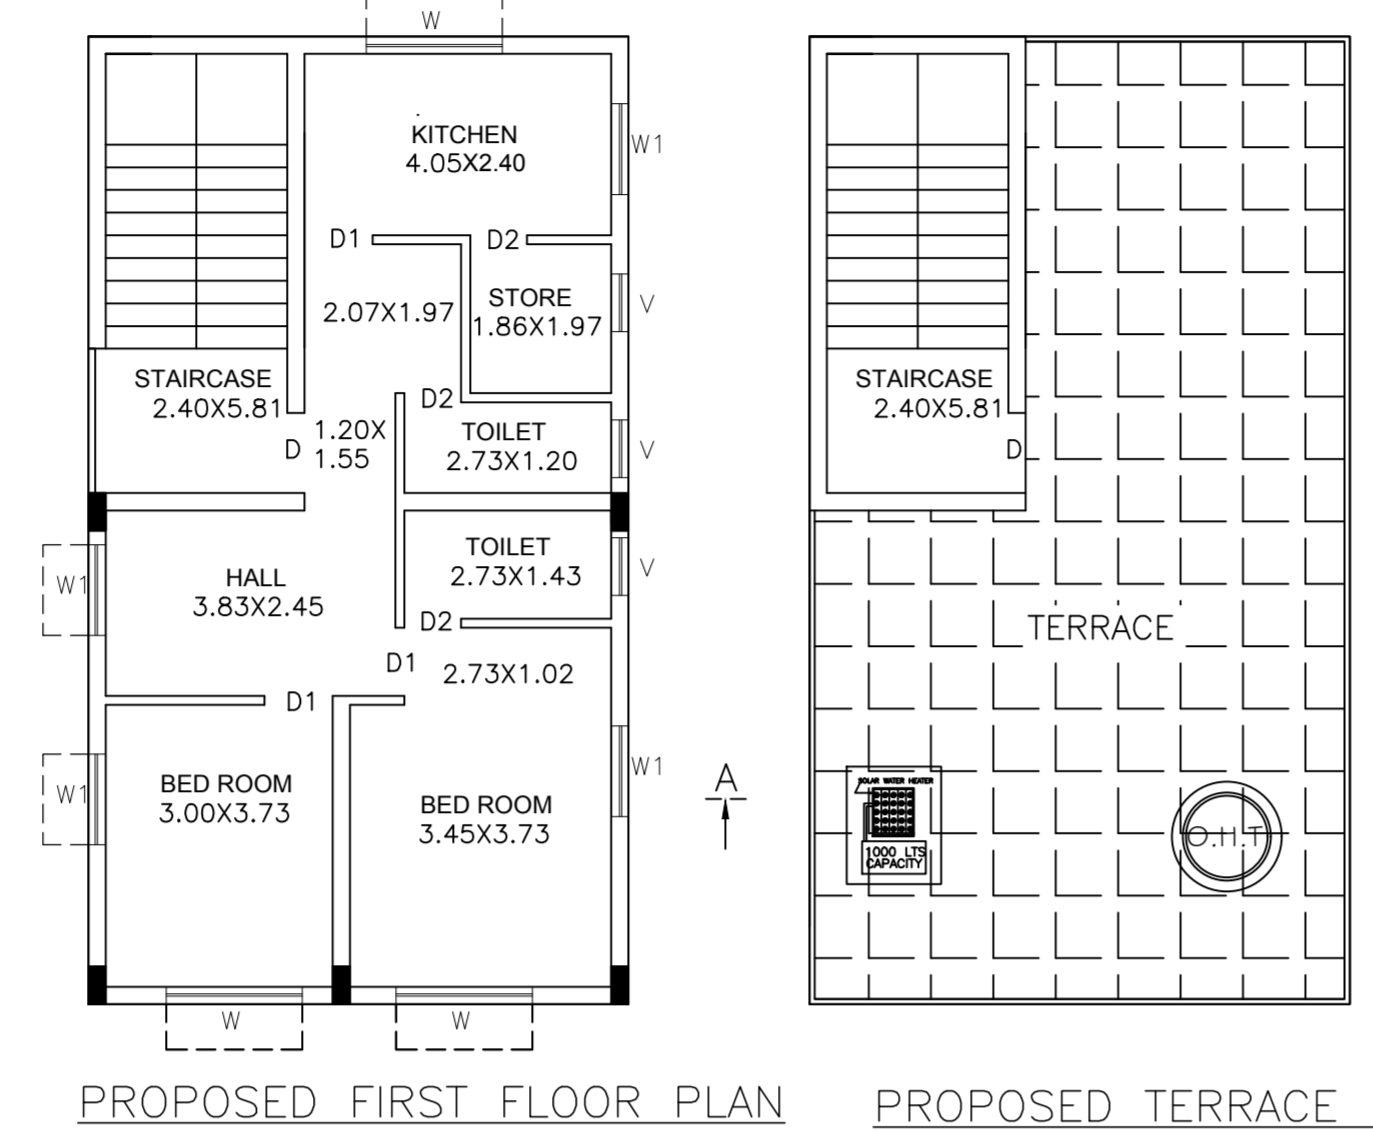 W
KITCHEN
4.05X2.40
W1
D1
D2
2.07X1.97
STORE
1.86X1.97
V
STAIRCASE
2.40X5.81
D2
D
1.20X
1.55
TOILET
2.73X1.20
V
TOILET
2.73X1.43
V
W1
HALL
3.83X2.45
D2
D1
2.73X1.02
D1
W1
BED ROOM
3.00X3.73
BED ROOM
3.45X3.73
W1
W
W
PROPOSED FIRST FLOOR PLAN
A
STAIRCASE
2.40X5.81
D
TERRACE
SOLAR WATER HEATER
1000 LTS
CAPACITY
O.H.T
PROPOSED TERRACE